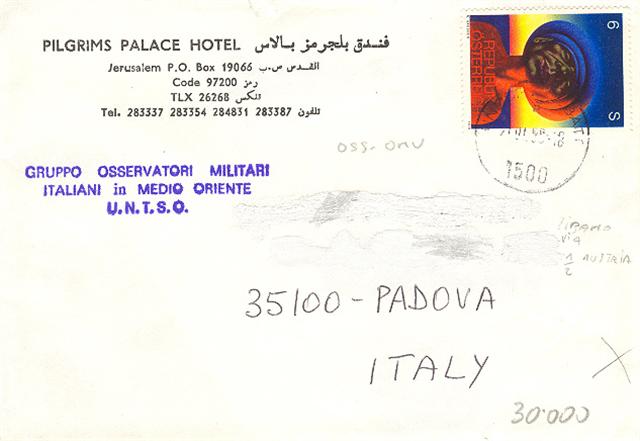 PILGRIMS PALACE HOTEL فندق بلجرمز بالاس
Jerusalem P.O. Box 19066 القدس ص.ب
Code 97200 رمز
TLX 26268 تلكس
Tel. 283337 283354 284831 283387 تلفون
6 S
REPUBLIK
ÖSTERREICH
1500
OSS. ONU
GRUPPO OSSERVATORI MILITARI
ITALIANI in MEDIO ORIENTE
U.N.T.S.O.
LIBANO
VIA
1/2 AUSTRIA
35100-PADOVA
ITALY
X
30.000